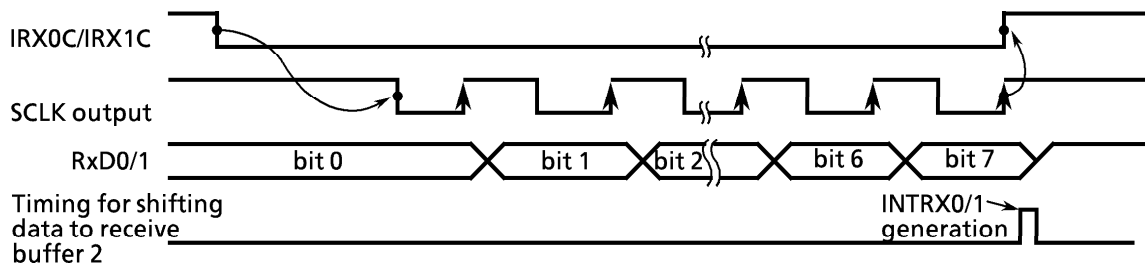 IRX0C/IRX1C
SCLK output
RxD0/1
bit 0
bit 1
bit 2
bit 6
bit 7
Timing for shifting
data to receive
buffer 2
INTRX0/1
generation